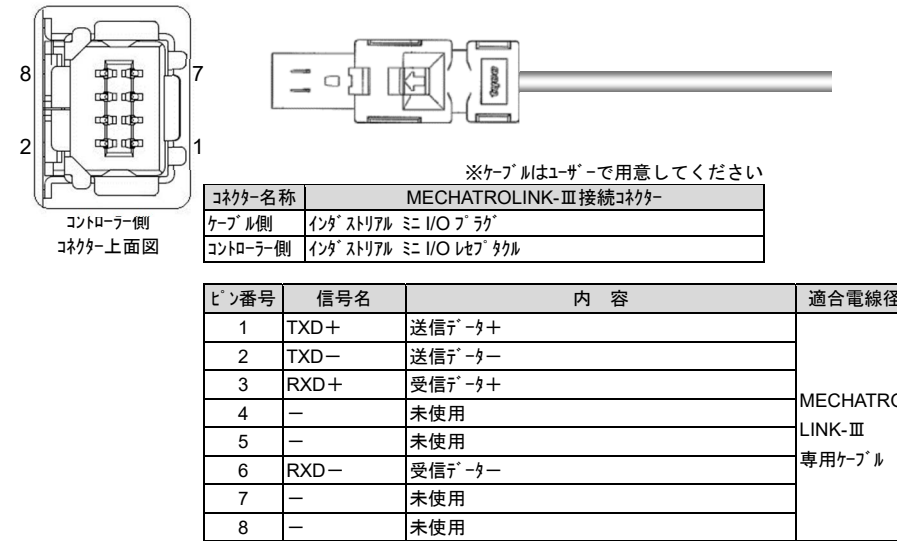 8
7
2
1
tyco
コントローラー側
コネクター上面図
※ケーブルはユーザーで用意してください
コネクター名称 MECHATROLINK-Ⅲ接続コネクター
ケーブル側 インダストリアル ミニ I/O プラグ
コントローラー側 インダストリアル ミニ I/O レセプタクル
ピン番号 信号名 内　容 適合電線径
1 TXD＋ 送信データ＋
2 TXD－ 送信データ－
3 RXD＋ 受信データ＋
4 － 未使用
5 － 未使用
6 RXD－ 受信データ－
7 － 未使用
8 － 未使用
MECHATRO
LINK-Ⅲ
専用ケーブル